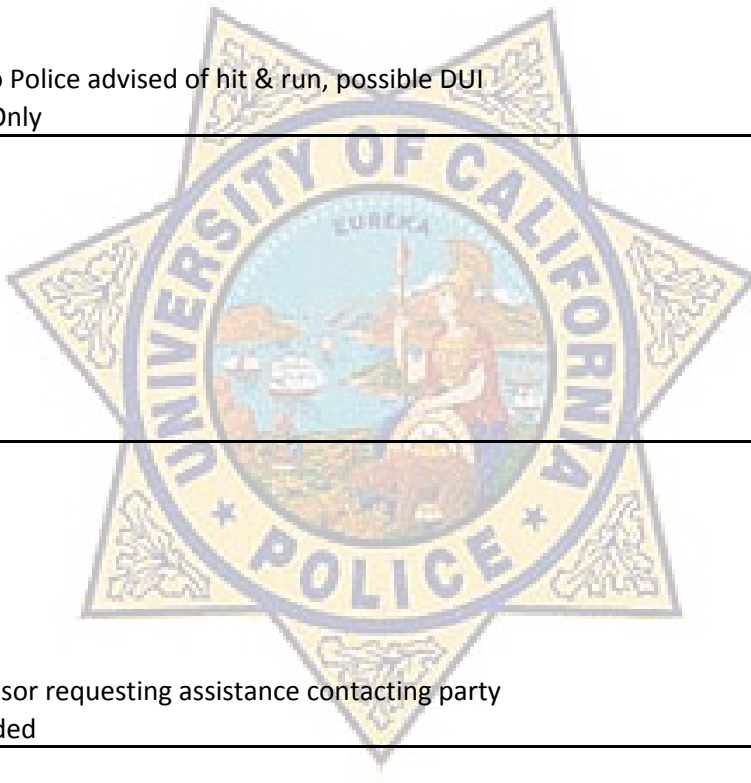 o Police advised of hit & run, possible DUI
Only
UNIVERSITY OF CALIFORNIA
EUREKA
POLICE
sor requesting assistance contacting party
ded